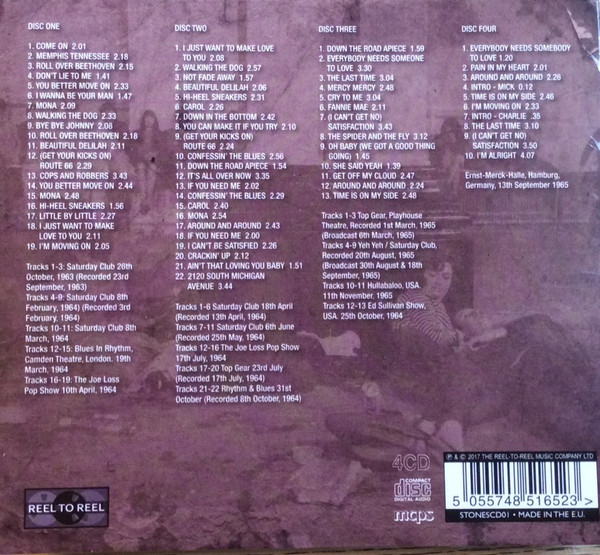 DISC ONE
1. COME ON 2.01
2. MEMPHIS TENNESSEE 2.18
3. ROLL OVER BEETHOVEN 2.15
4. DON'T LIE TO ME 1.41
5. YOU BETTER MOVE ON 2.33
6. I WANNA BE YOUR MAN 1.47
7. MONA 2.09
8. WALKING THE DOG 2.33
9. BYE BYE JOHNNY 2.08
10. ROLL OVER BEETHOVEN 2.18
11. BEAUTIFUL DELILAH 2.11
12. (GET YOUR KICKS ON)
ROUTE 66 2.29
13. COPS AND ROBBERS 3.43
14. YOU BETTER MOVE ON 2.44
15. MONA 2.48
16. HI-HEEL SNEAKERS 1.56
17. LITTLE BY LITTLE 2.27
18. I JUST WANT TO MAKE
LOVE TO YOU 2.11
19. I'M MOVING ON 2.05
Tracks 1-3: Saturday Club 26th
October, 1963 (Recorded 23rd
September, 1963)
Tracks 4-9: Saturday Club 8th
February, 1964) (Recorded 3rd
February, 1964)
Tracks 10-11: Saturday Club 8th
March, 1964
Tracks 12-15: Blues In Rhythm,
Camden Theatre, London. 19th
March, 1964
Tracks 16-19: The Joe Loss
Pop Show 10th April, 1964
DISC TWO
1. I JUST WANT TO MAKE LOVE
TO YOU 2.08
2. WALKING THE DOG 2.57
3. NOT FADE AWAY 1.57
4. BEAUTIFUL DELILAH 2.06
5. HI-HEEL SNEAKERS 2.31
6. CAROL 2.26
7. DOWN IN THE BOTTOM 2.42
8. YOU CAN MAKE IT IF YOU TRY 2.10
9. (GET YOUR KICKS ON)
ROUTE 66 2.24
10. CONFESSIN' THE BLUES 2.56
11. DOWN THE ROAD APIECE 1.54
12. IT'S ALL OVER NOW 3.35
13. IF YOU NEED ME 2.02
14. CONFESSIN' THE BLUES 2.29
15. CAROL 2.40
16. MONA 2.54
17. AROUND AND AROUND 2.43
18. IF YOU NEED ME 2.00
19. I CAN'T BE SATISFIED 2.26
20. CRACKIN' UP 2.12
21. AIN'T THAT LOVING YOU BABY 1.51
22. 2120 SOUTH MICHIGAN
AVENUE 3.44
Tracks 1-6 Saturday Club 18th April
(Recorded 13th April, 1964)
Tracks 7-11 Saturday Club 6th June
(Recorded 25th May, 1964)
Tracks 12-16 The Joe Loss Pop Show
17th July, 1964
Tracks 17-20 Top Gear 23rd July
(Recorded 17th July, 1964)
Tracks 21-22 Rhythm & Blues 31st
October (Recorded 8th October, 1964)
DISC THREE
1. DOWN THE ROAD APIECE 1.59
2. EVERYBODY NEEDS SOMEONE
TO LOVE 3.30
3. THE LAST TIME 3.04
4. MERCY MERCY 2.48
5. CRY TO ME 3.04
6. FANNIE MAE 2.11
7. (I CAN'T GET NO)
SATISFACTION 3.43
8. THE SPIDER AND THE FLY 3.12
9. OH BABY (WE GOT A GOOD THING
GOING) 1.45
10. SHE SAID YEAH 1.39
11. GET OFF MY CLOUD 2.47
12. AROUND AND AROUND 2.24
13. TIME IS ON MY SIDE 2.48
Tracks 1-3 Top Gear, Playhouse
Theatre, Recorded 1st March, 1965
(Broadcast 6th March, 1965)
Tracks 4-9 Yeh Yeh / Saturday Club,
Recorded 20th August, 1965
(Broadcast 30th August & 18th
September, 1965)
Tracks 10-11 Hullabaloo, USA.
11th November, 1965
Tracks 12-13 Ed Sullivan Show,
USA. 25th October, 1964
DISC FOUR
1. EVERYBODY NEEDS SOMEBODY
TO LOVE 1.20
2. PAIN IN MY HEART 2.01
3. AROUND AND AROUND 2.26
4. INTRO - MICK 0.12
5. TIME IS ON MY SIDE 2.46
6. I'M MOVING ON 2.33
7. INTRO - CHARLIE .35
8. THE LAST TIME 3.10
9. (I CAN'T GET NO)
SATISFACTION 3.50
10. I'M ALRIGHT 4.07
Ernst-Merck-Halle, Hamburg,
Germany, 13th September 1965
REEL TO REEL
4CD
COMPACT
disc
DIGITAL AUDIO
mcps
℗ & © 2017 THE REEL-TO-REEL MUSIC COMPANY LTD
5 055748 516523 >
STONESCD01 • MADE IN THE E.U.